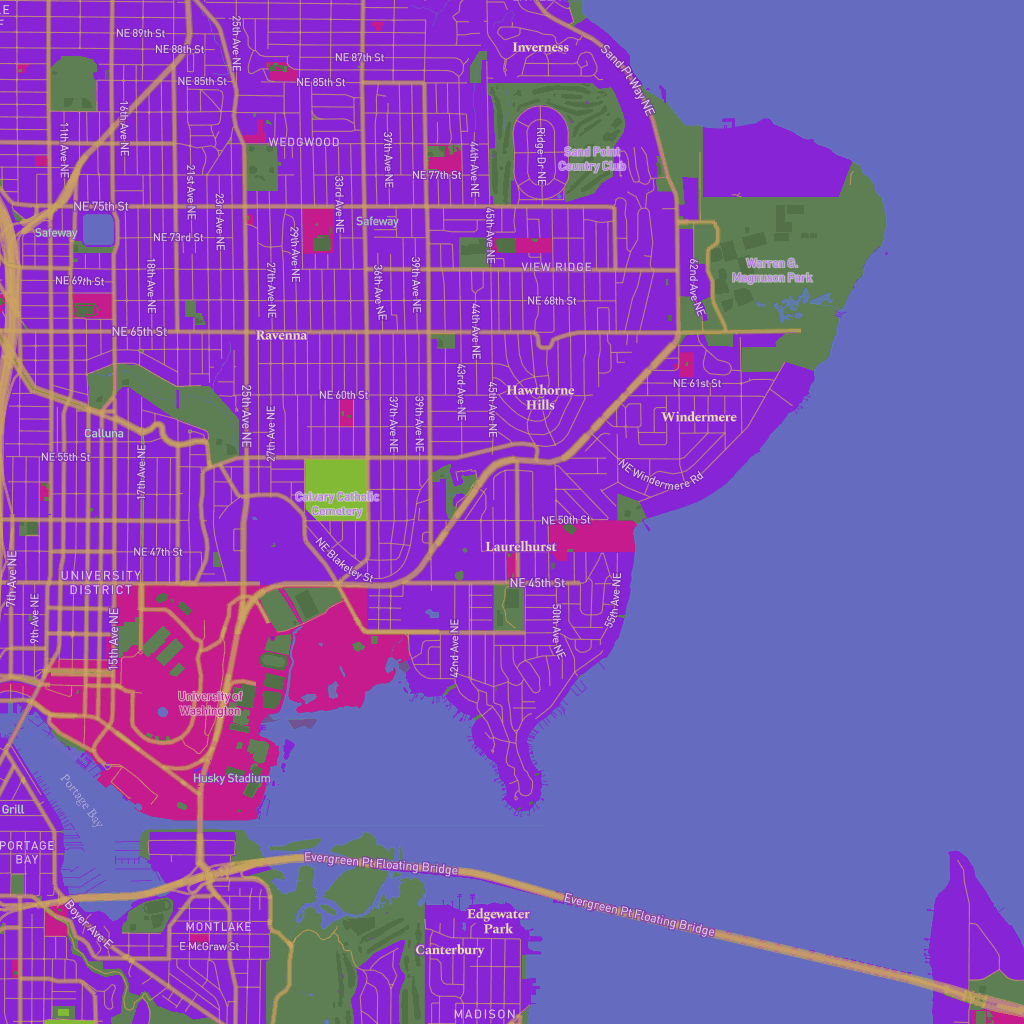 NE 89th St
25th Ave NE
Inverness
NE 88th St
NE 87th St
Sand Pt Way NE
NE 85th St
NE 85th St
16th Ave NE
11th Ave NE
WEDGWOOD
37th Ave NE
Ridge Dr NE
Sand Point
Country Club
44th Ave NE
NE 77th St
21st Ave NE
33rd Ave NE
23rd Ave NE
NE 75th St
Safeway
Safeway
45th Ave NE
NE 73rd St
29th Ave NE
VIEW RIDGE
Warren G.
Magnuson Park
62nd Ave NE
NE 69th St
18th Ave NE
27th Ave NE
36th Ave NE
39th Ave NE
NE 68th St
44th Ave NE
NE 65th St
Ravenna
43rd Ave NE
NE 61st St
Hawthorne
Hills
NE 60th St
25th Ave NE
37th Ave NE
39th Ave NE
45th Ave NE
Windermere
Calluna
27th Ave NE
NE 55th St
17th Ave NE
NE Windermere Rd
Calvary Catholic
Cemetery
NE 50th St
NE 47th St
NE Blakeley St
Laurelhurst
7th Ave NE
UNIVERSITY
DISTRICT
NE 45th St
9th Ave NE
15th Ave NE
55th Ave NE
50th Ave NE
42nd Ave NE
University of
Washington
Husky Stadium
Portage Bay
Grill
PORTAGE
BAY
Evergreen Pt Floating Bridge
Evergreen Pt Floating Bridge
Boyer Ave E
Edgewater
Park
MONTLAKE
E McGraw St
Canterbury
MADISON